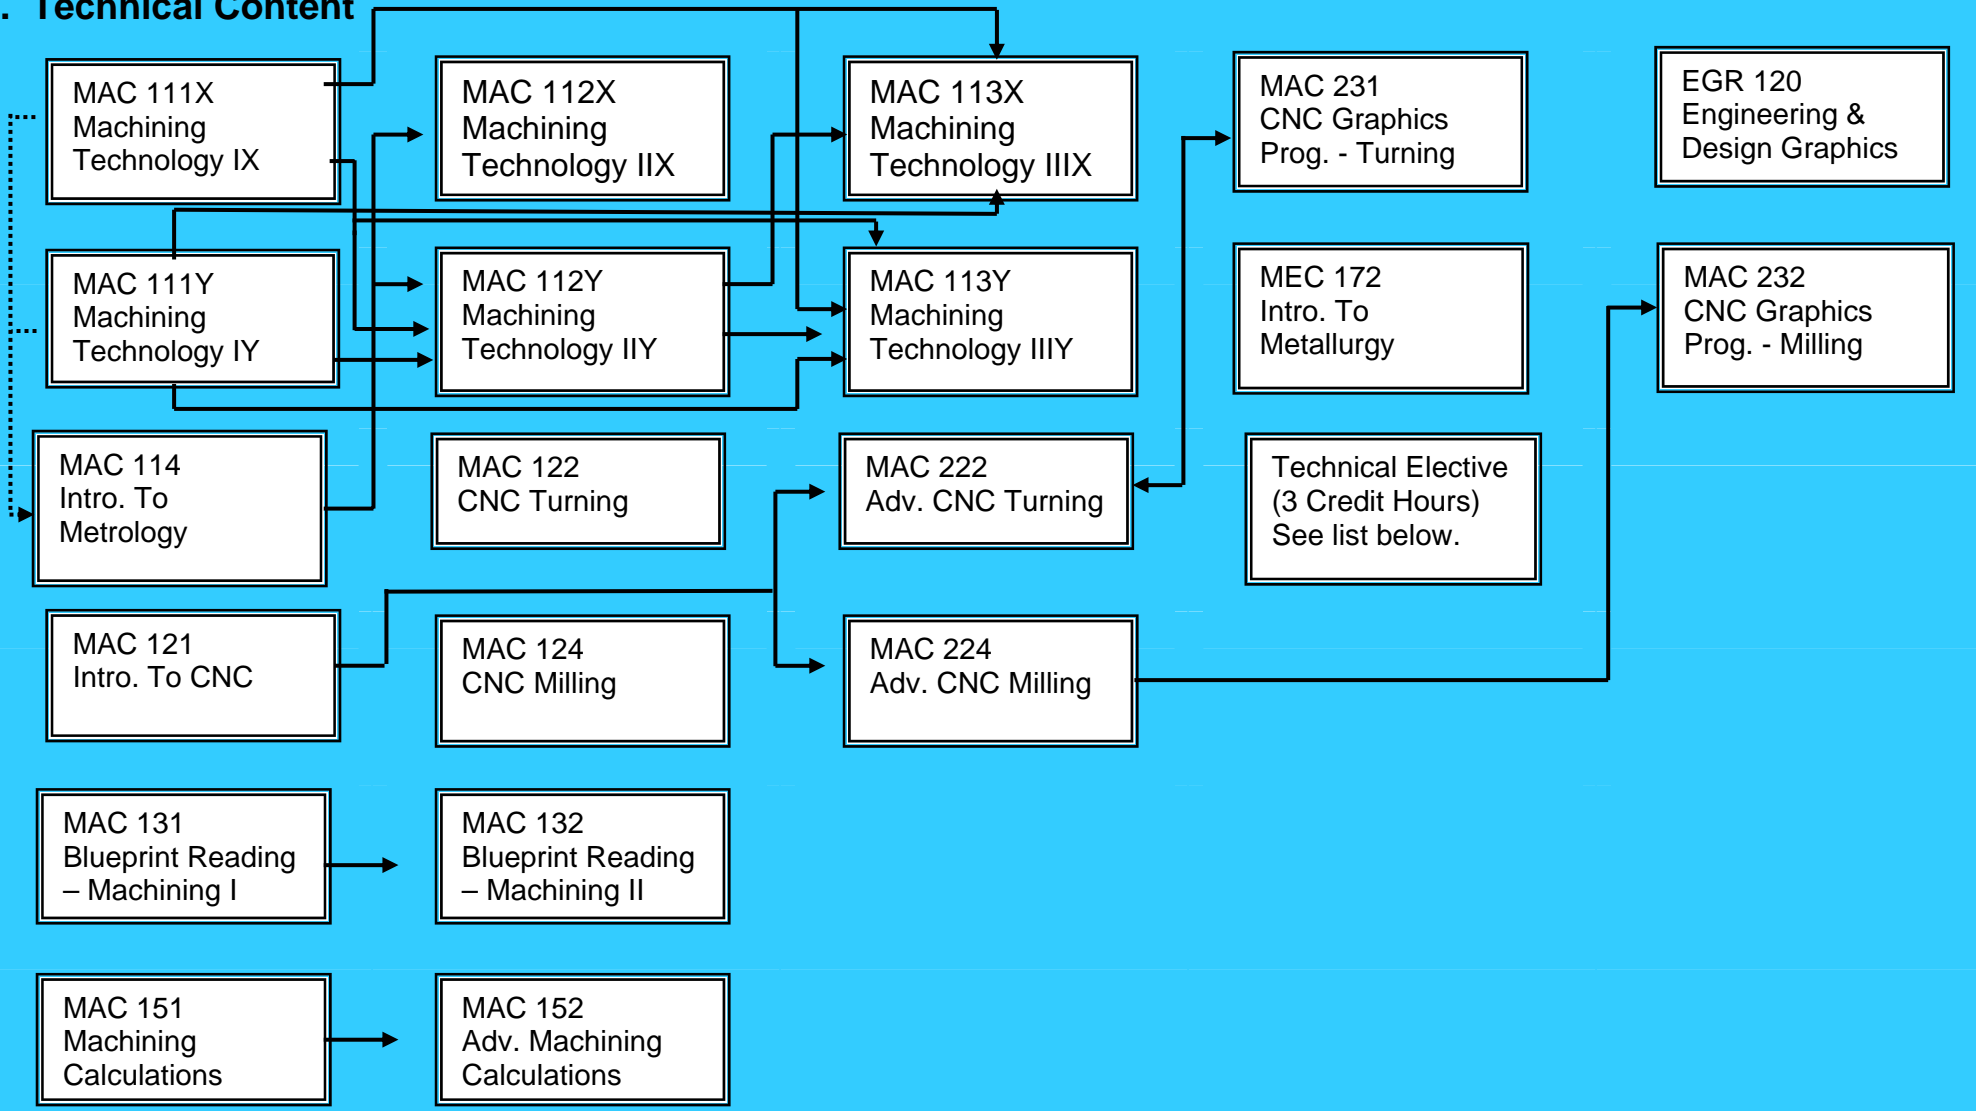 . Technical Content
MAC 111X
Machining
Technology IX
MAC 112X
Machining
Technology IIX
MAC 113X
Machining
Technology IIIX
MAC 231
CNC Graphics
Prog. - Turning
EGR 120
Engineering &
Design Graphics
MAC 111Y
Machining
Technology IY
MAC 112Y
Machining
Technology IIY
MAC 113Y
Machining
Technology IIIY
MEC 172
Intro. To
Metallurgy
MAC 232
CNC Graphics
Prog. - Milling
MAC 114
Intro. To
Metrology
MAC 122
CNC Turning
MAC 222
Adv. CNC Turning
Technical Elective
(3 Credit Hours)
See list below.
MAC 121
Intro. To CNC
MAC 124
CNC Milling
MAC 224
Adv. CNC Milling
MAC 131
Blueprint Reading
– Machining I
MAC 132
Blueprint Reading
– Machining II
MAC 151
Machining
Calculations
MAC 152
Adv. Machining
Calculations